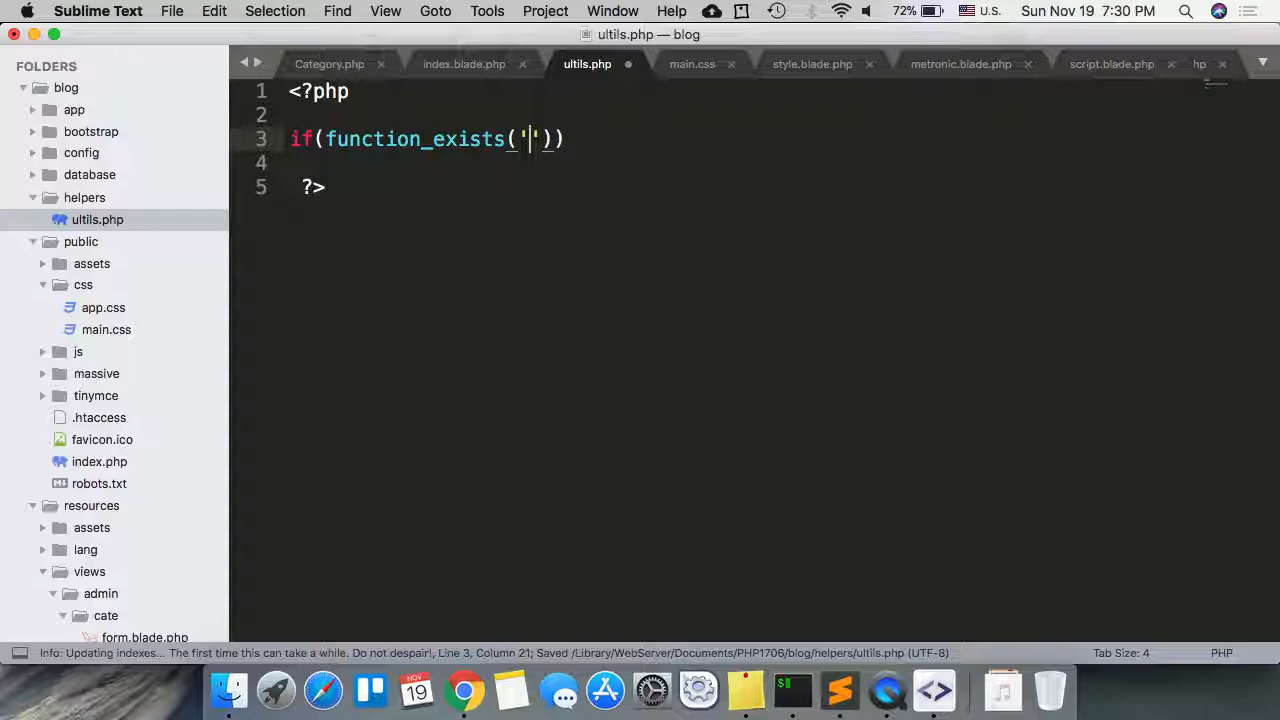 Sublime Text File Edit Selection Find View Goto Tools Project Window Help 72% U.S. Sun Nov 19 7:30 PM
ultils.php — blog
FOLDERS
Category.php index.blade.php ultils.php main.css style.blade.php metronic.blade.php script.blade.php hp
blog
app
bootstrap
config
database
helpers
ultils.php
public
assets
css
app.css
main.css
js
massive
tinymce
.htaccess
favicon.ico
index.php
robots.txt
resources
assets
lang
views
admin
cate
form.blade.php
1 <?php
2
3 if(function_exists(''))
4
5 ?>
Info: Updating indexes... The first time this can take a while. Do not despair!, Line 3, Column 21; Saved /Library/WebServer/Documents/PHP1706/blog/helpers/ultils.php (UTF-8) Tab Size: 4 PHP
NOV
19